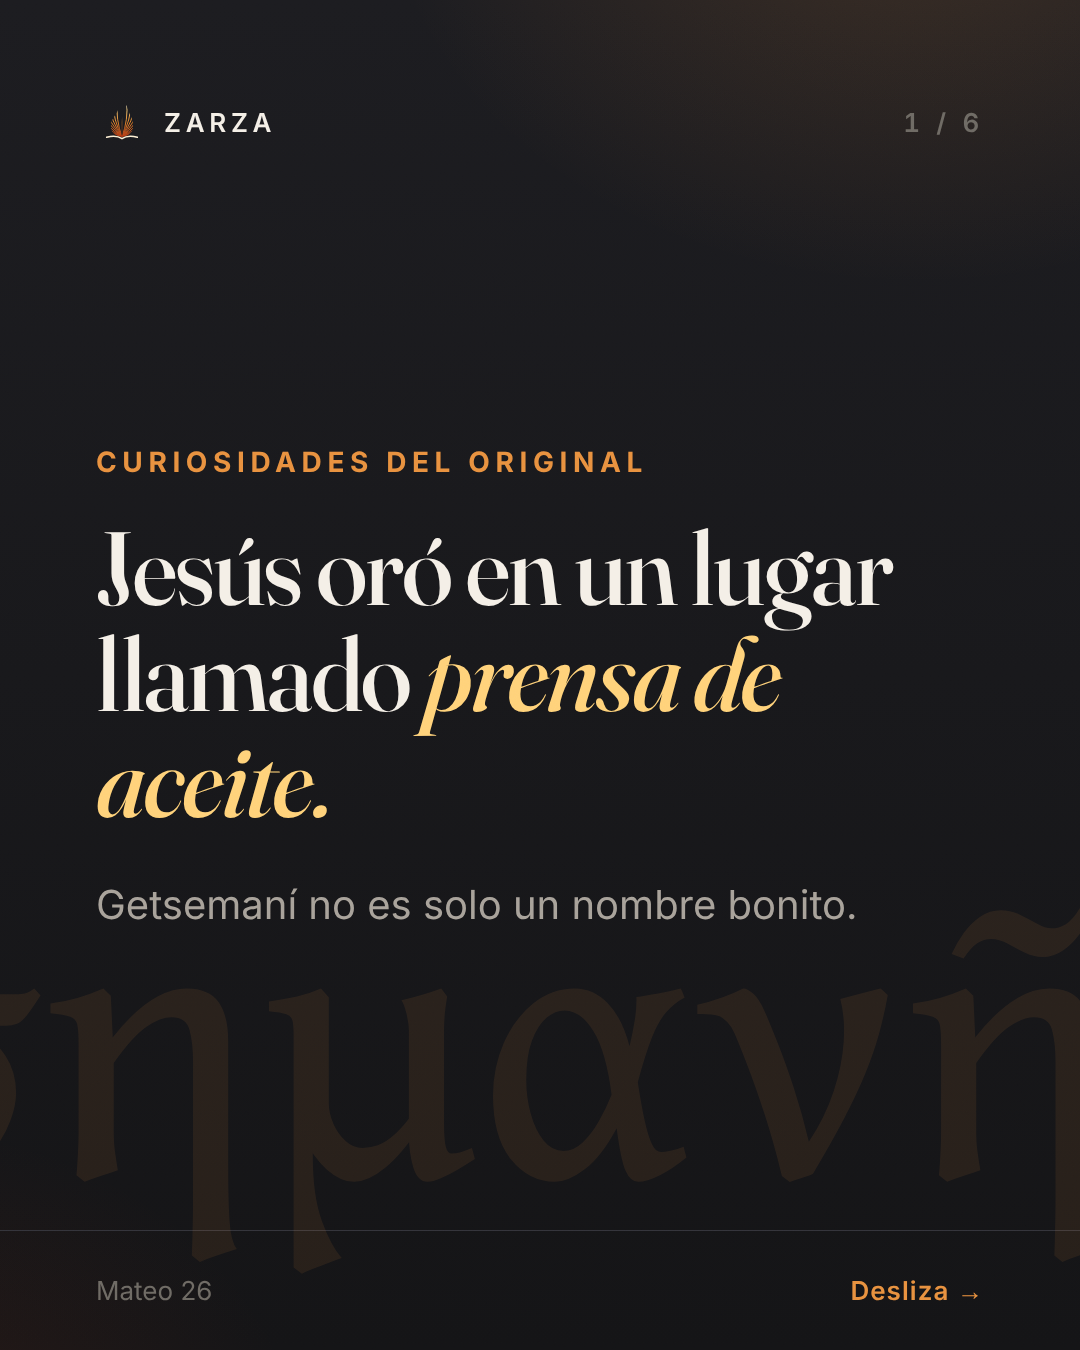 ZARZA
1 / 6
CURIOSIDADES DEL ORIGINAL
Jesús oró en un lugar
llamado prensa de
aceite.
Getsemaní no es solo un nombre bonito.
σημανῆ
Mateo 26
Desliza →